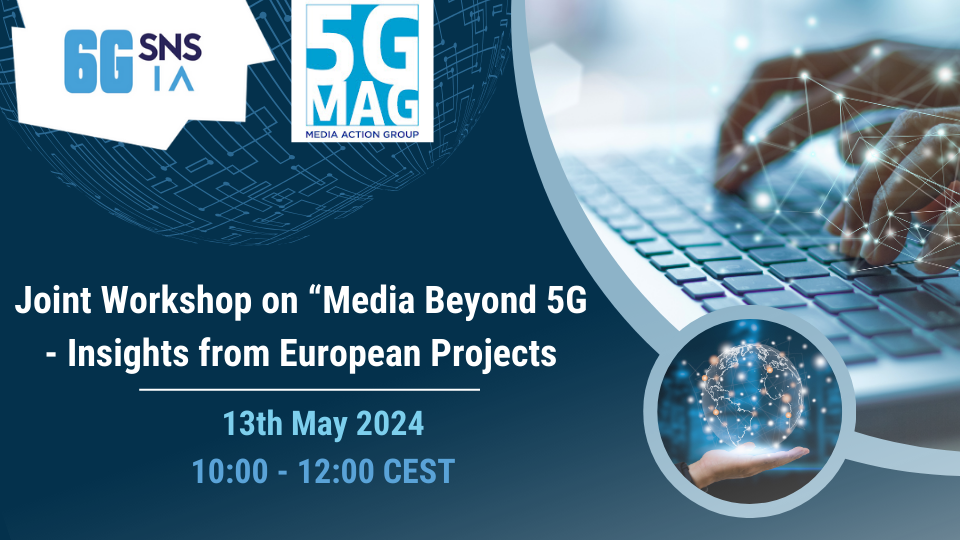 6G SNS
IA
5G
MAG
MEDIA ACTION GROUP
Joint Workshop on “Media Beyond 5G
- Insights from European Projects
13th May 2024
10:00 - 12:00 CEST